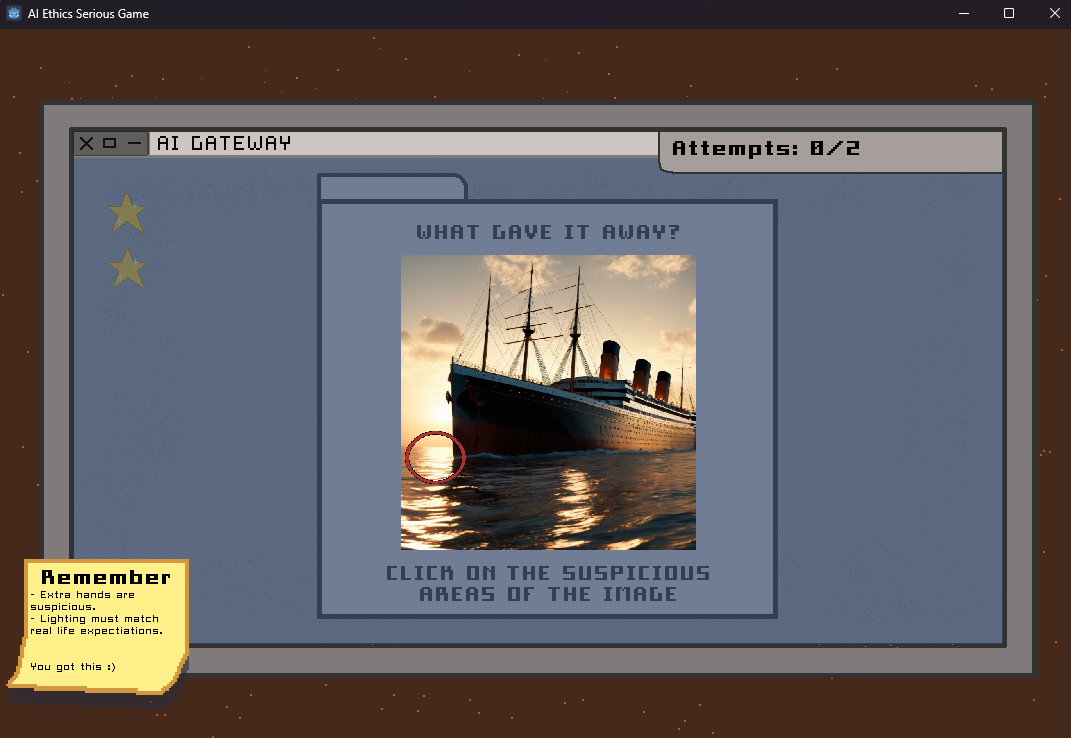 AI Ethics Serious Game
AI GATEWAY
Attempts: 0/2
WHAT GAVE IT AWAY?
CLICK ON THE SUSPICIOUS
AREAS OF THE IMAGE
Remember
- Extra hands are
suspicious.
- Lighting must match
real life expectiations.
You got this :)